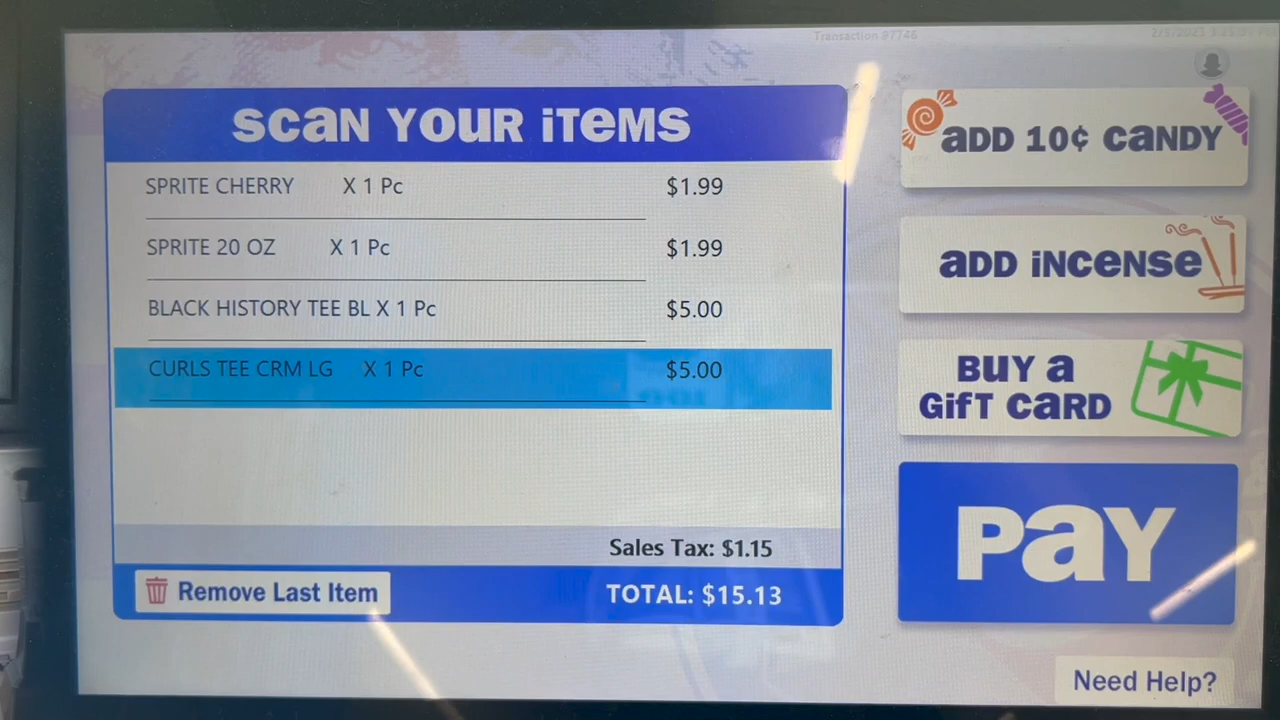 Transaction 97746
SCAN YOUR ITEMS
SPRITE CHERRY X 1 Pc $1.99
SPRITE 20 OZ X 1 Pc $1.99
BLACK HISTORY TEE BL X 1 Pc $5.00
CURLS TEE CRM LG X 1 Pc $5.00
Sales Tax: $1.15
Remove Last Item
TOTAL: $15.13
ADD 10¢ CANDY
ADD INCENSE
BUY A
GIFT CARD
PAY
Need Help?